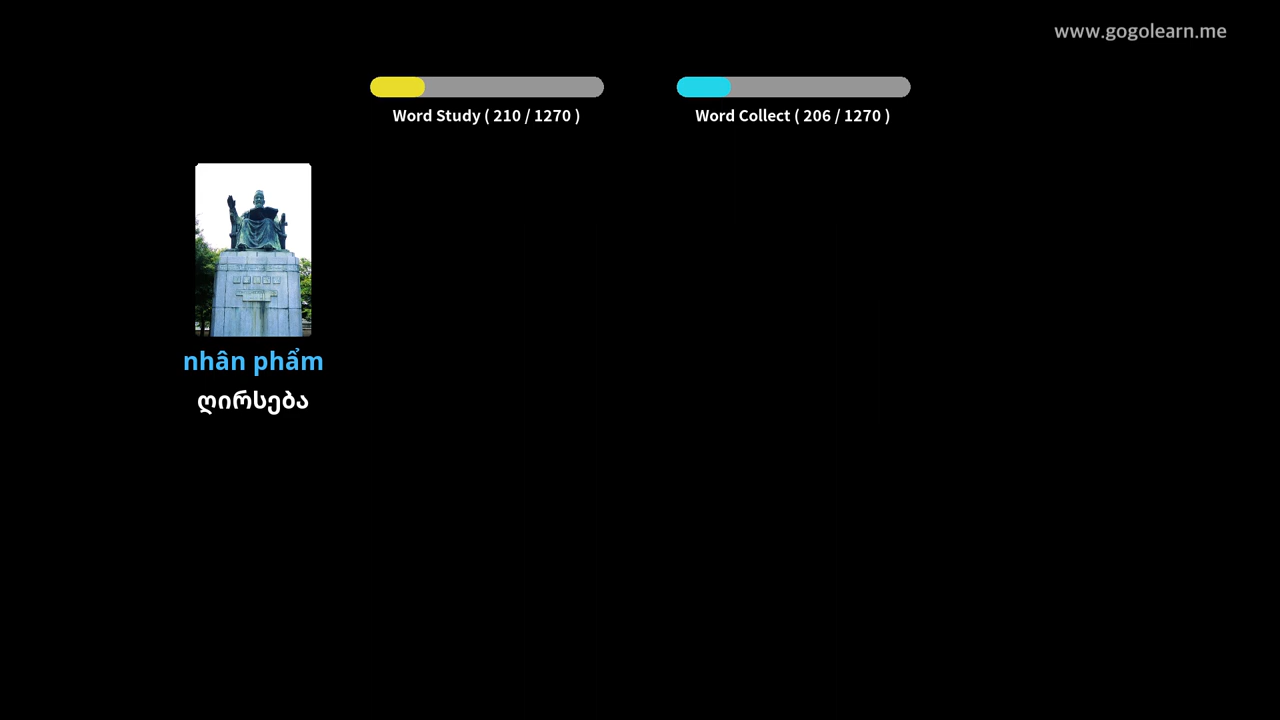 www.gogolearn.me
Word Study ( 210 / 1270 )
Word Collect ( 206 / 1270 )
nhân phẩm
ღირსება